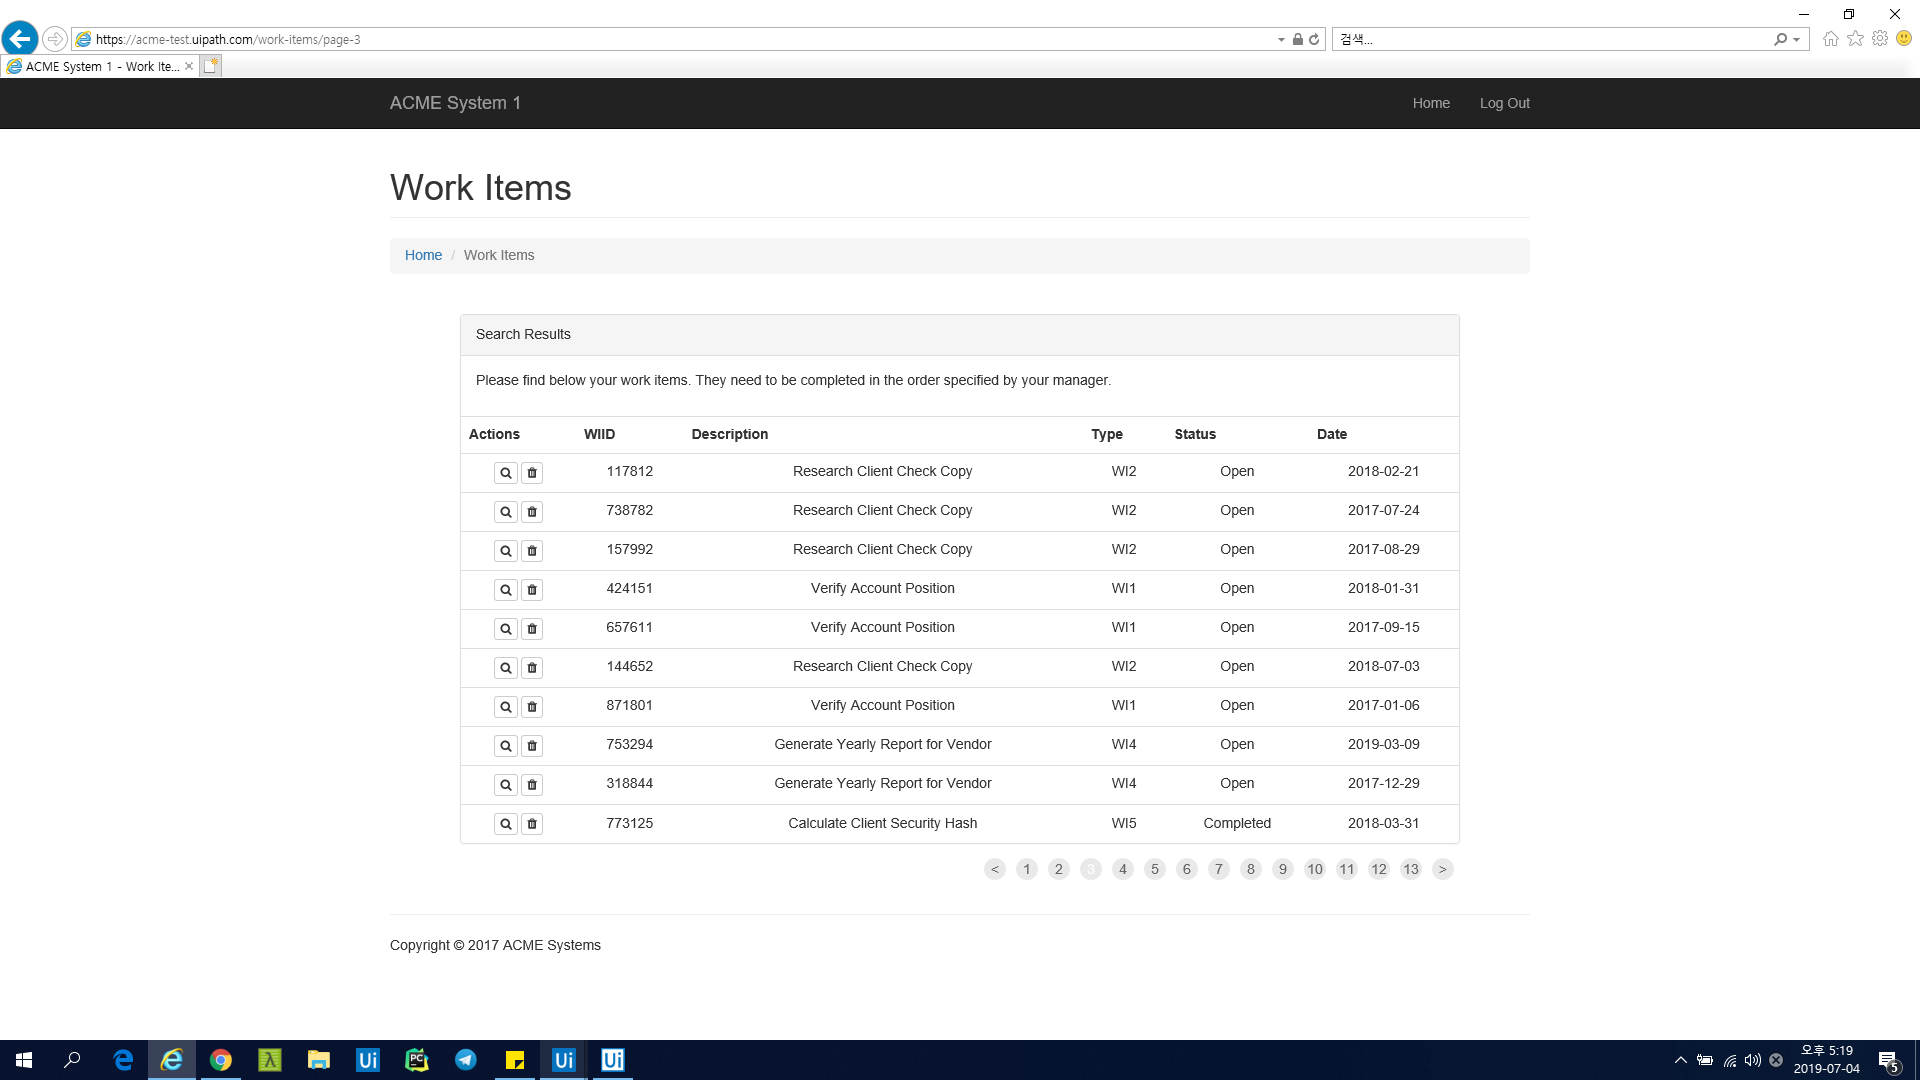 https://acme-test.uipath.com/work-items/page-3
검색...
ACME System 1 - Work Ite...
ACME System 1
Home
Log Out
Work Items
Home / Work Items
Search Results
Please find below your work items. They need to be completed in the order specified by your manager.
Actions WIID Description Type Status Date
117812 Research Client Check Copy WI2 Open 2018-02-21
738782 Research Client Check Copy WI2 Open 2017-07-24
157992 Research Client Check Copy WI2 Open 2017-08-29
424151 Verify Account Position WI1 Open 2018-01-31
657611 Verify Account Position WI1 Open 2017-09-15
144652 Research Client Check Copy WI2 Open 2018-07-03
871801 Verify Account Position WI1 Open 2017-01-06
753294 Generate Yearly Report for Vendor WI4 Open 2019-03-09
318844 Generate Yearly Report for Vendor WI4 Open 2017-12-29
773125 Calculate Client Security Hash WI5 Completed 2018-03-31
< 1 2 3 4 5 6 7 8 9 10 11 12 13 >
Copyright © 2017 ACME Systems
Ui
PC
Ui
Ui
오후 5:19
2019-07-04
5